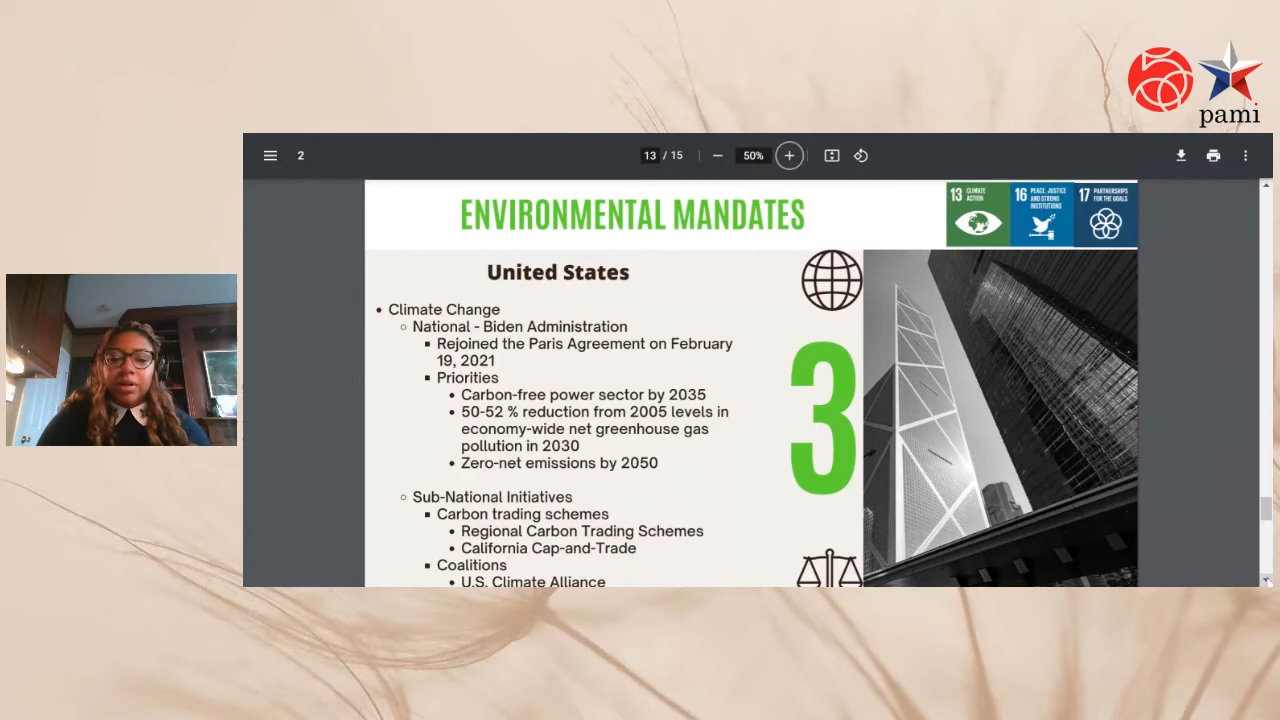 pami
2
13 / 15
50%
ENVIRONMENTAL MANDATES
13 CLIMATE
ACTION
16 PEACE, JUSTICE
AND STRONG
INSTITUTIONS
17 PARTNERSHIPS
FOR THE GOALS
United States
• Climate Change
○ National - Biden Administration
▪ Rejoined the Paris Agreement on February
19, 2021
▪ Priorities
• Carbon-free power sector by 2035
• 50-52 % reduction from 2005 levels in
economy-wide net greenhouse gas
pollution in 2030
• Zero-net emissions by 2050
○ Sub-National Initiatives
▪ Carbon trading schemes
• Regional Carbon Trading Schemes
• California Cap-and-Trade
▪ Coalitions
• U.S. Climate Alliance
3